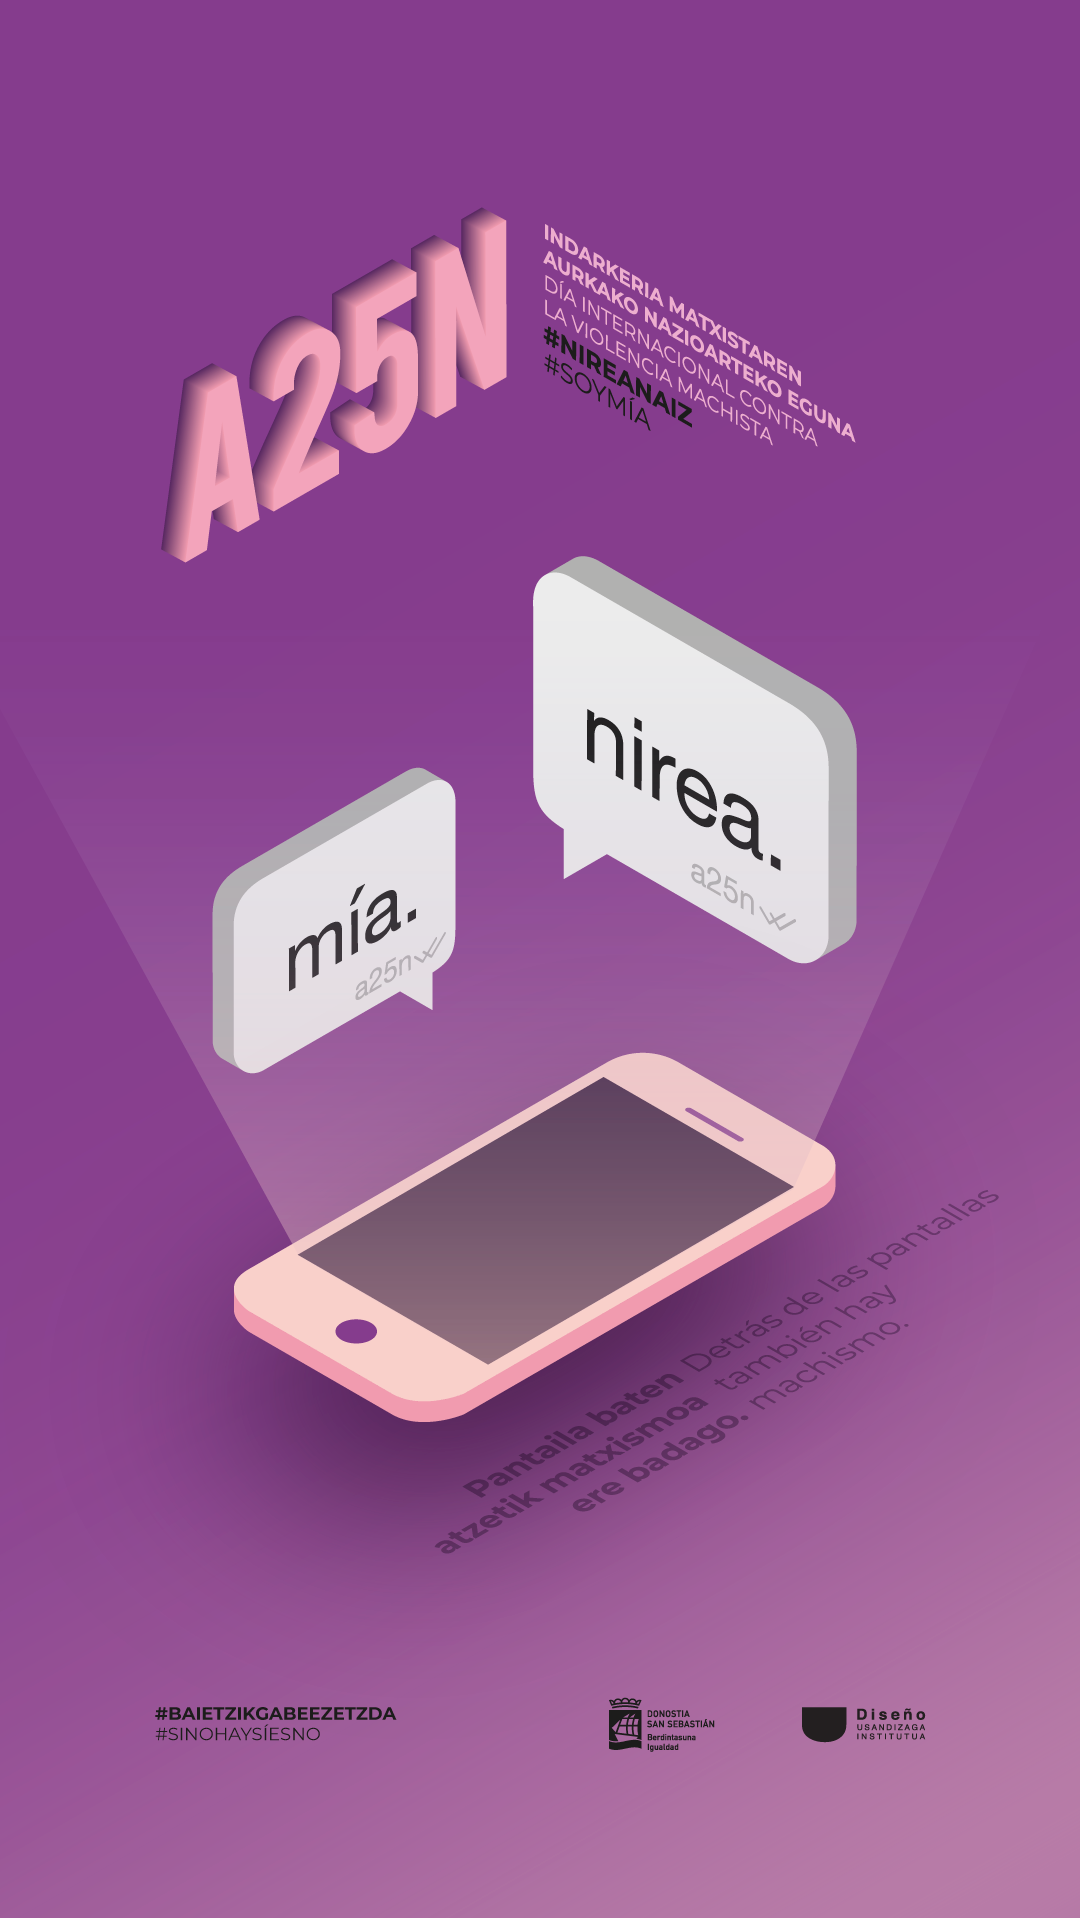 A25N
INDARKERIA MATXISTAREN
AURKAKO NAZIOARTEKO EGUNA
DÍA INTERNACIONAL CONTRA
LA VIOLENCIA MACHISTA
#NIREANAIZ
#SOYMÍA
nirea.
a25n
mía.
a25n
Pantaila baten
atzetik matxismoa
ere badago.
Detrás de las pantallas
también hay
machismo.
#BAIETZIKGABEEZETZDA
#SINOHAYSÍESNO
DONOSTIA
SAN SEBASTIÁN
Berdintasuna
Igualdad
Diseño
USANDIZAGA
INSTITUTUA